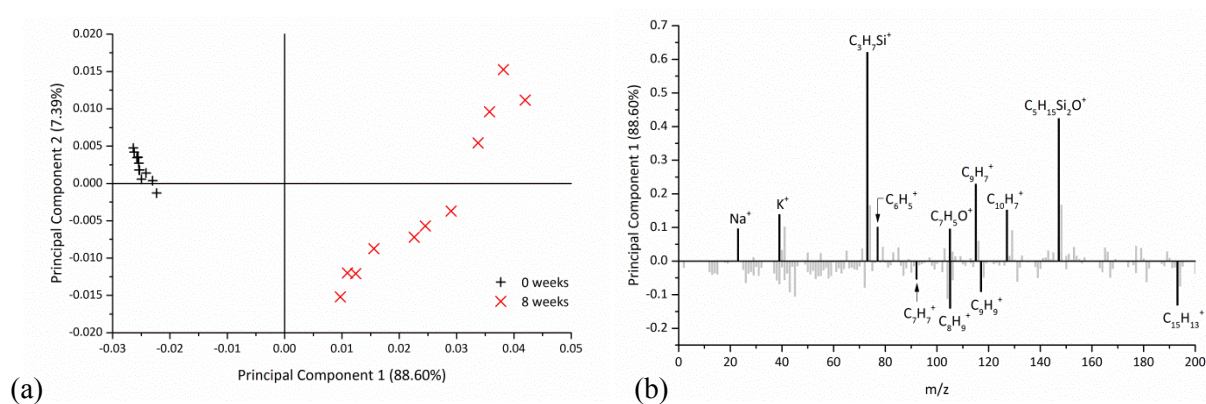 0.020
0.015
0.010
0.005
0.000
-0.005
-0.010
-0.015
-0.020
Principal Component 2 (7.39%)
0 weeks
8 weeks
-0.03 -0.02 -0.01 0.00 0.01 0.02 0.03 0.04 0.05
Principal Component 1 (88.60%)
(a)
0.7
0.6
0.5
0.4
0.3
0.2
0.1
0.0
-0.1
-0.2
Principal Component 1 (88.60%)
C₃H₇Si⁺
C₅H₁₅Si₂O⁺
C₉H₇⁺
C₆H₅⁺
C₁₀H₇⁺
Na⁺
K⁺
C₇H₅O⁺
C₇H₇⁺
C₈H₉⁺
C₉H₉⁺
C₁₅H₁₃⁺
0 20 40 60 80 100 120 140 160 180 200
m/z
(b)